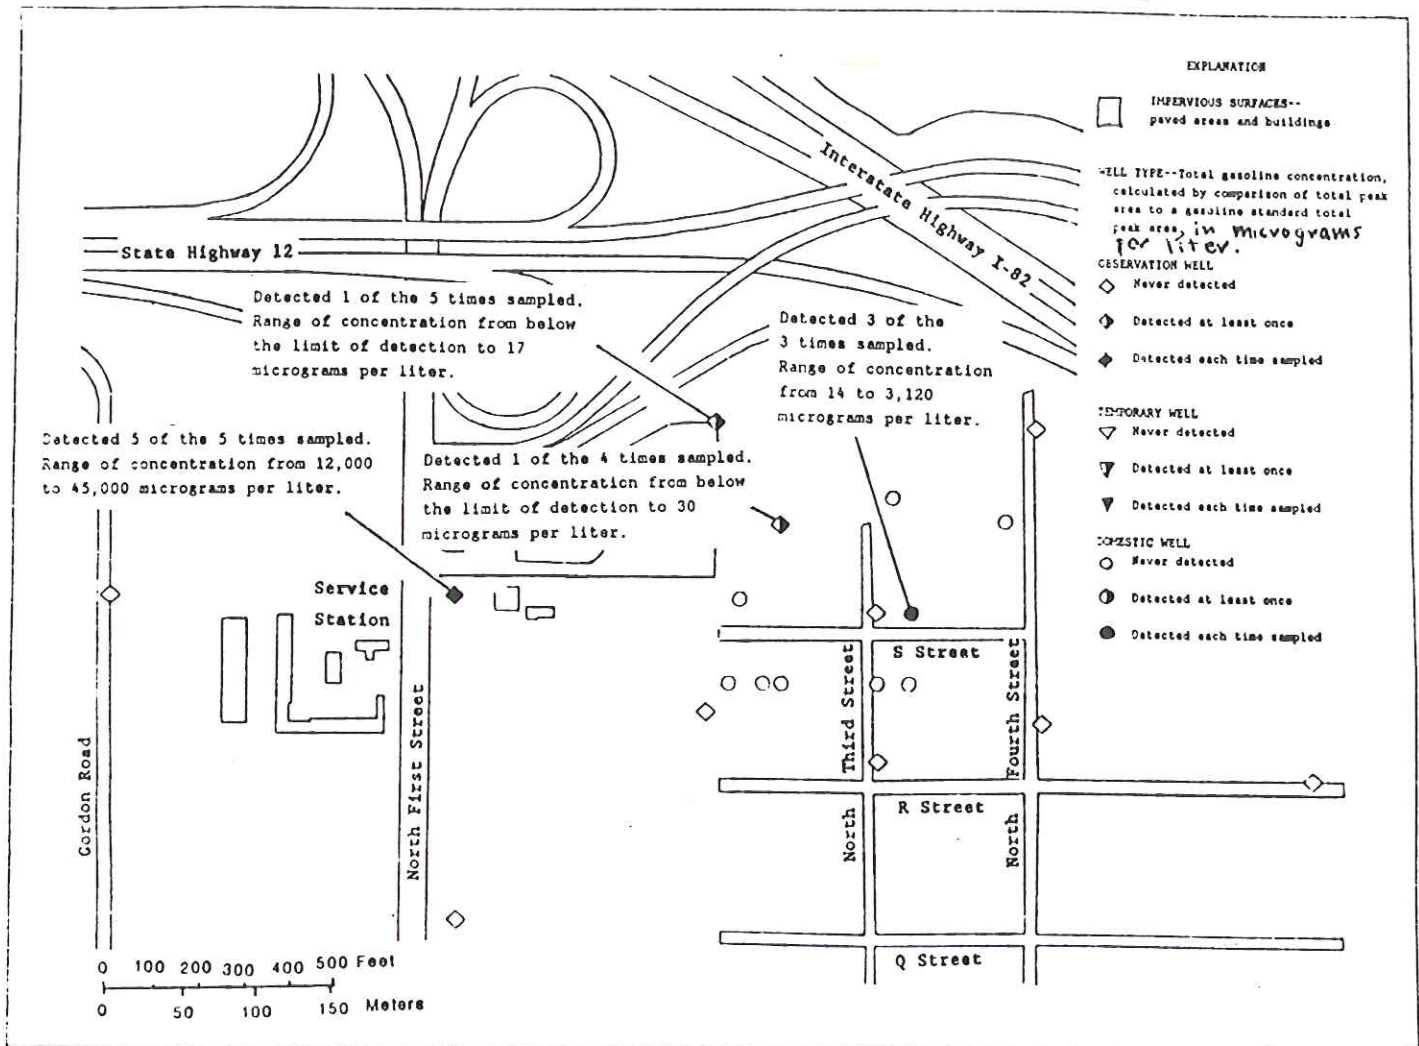 EXPLANATION
IMPERVIOUS SURFACES--
paved areas and buildings
WELL TYPE--Total gasoline concentration,
calculated by comparison of total peak
area to a gasoline standard total
peak area, in micrograms
per liter.
OBSERVATION WELL
Never detected
Detected at least once
Detected each time sampled
TEMPORARY WELL
Never detected
Detected at least once
Detected each time sampled
DOMESTIC WELL
Never detected
Detected at least once
Detected each time sampled
Interstate Highway I-82
State Highway 12
Detected 1 of the 5 times sampled.
Range of concentration from below
the limit of detection to 17
micrograms per liter.
Detected 3 of the
3 times sampled.
Range of concentration
from 14 to 3,120
micrograms per liter.
Detected 5 of the 5 times sampled.
Range of concentration from 12,000
to 45,000 micrograms per liter.
Detected 1 of the 4 times sampled.
Range of concentration from below
the limit of detection to 30
micrograms per liter.
Service
Station
Gordon Road
North First Street
North Third Street
North Fourth Street
S Street
R Street
Q Street
0 100 200 300 400 500 Feet
0 50 100 150 Meters